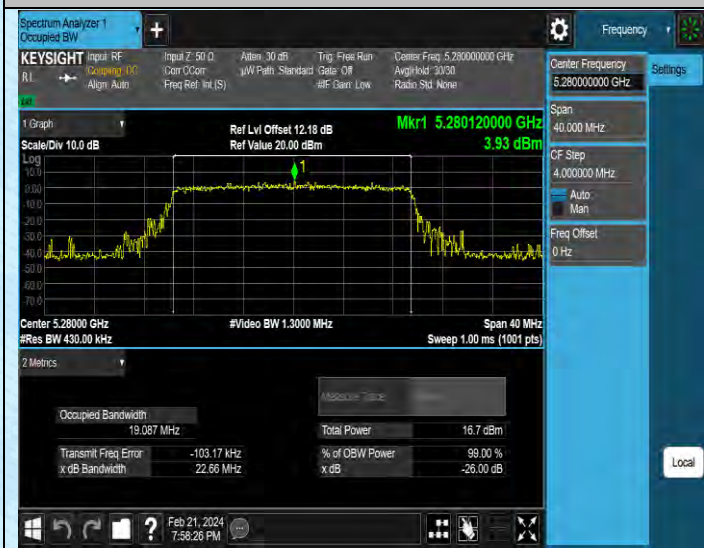 Spectrum Analyzer 1
Occupied BW
+
Frequency
KEYSIGHT
RL
Input: RF
Coupling: DC
Align: Auto
Input Z: 50 Ω
Corr CCorr
Freq Ref: Int (S)
Atten: 30 dB
µW Path: Standard
Trig: Free Run
Gate: Off
#IF Gain: Low
Center Freq: 5.280000000 GHz
Avg|Hold: 30/30
Radio Std: None
1 Graph
Scale/Div 10.0 dB
Ref Lvl Offset 12.18 dB
Ref Value 20.00 dBm
Mkr1 5.280120000 GHz
3.93 dBm
Log
10.0
0.00
-10.0
-20.0
-30.0
-40.0
-50.0
-60.0
-70.0
1
Center 5.28000 GHz
#Res BW 430.00 kHz
#Video BW 1.3000 MHz
Span 40 MHz
Sweep 1.00 ms (1001 pts)
2 Metrics
Measure Trace
Occupied Bandwidth
19.087 MHz
Total Power 16.7 dBm
Transmit Freq Error -103.17 kHz
% of OBW Power 99.00 %
x dB Bandwidth 22.66 MHz
x dB -26.00 dB
Center Frequency
5.280000000 GHz
Settings
Span
40.000 MHz
CF Step
4.000000 MHz
Auto
Man
Freq Offset
0 Hz
Local
?
Feb 21, 2024
7:58:26 PM